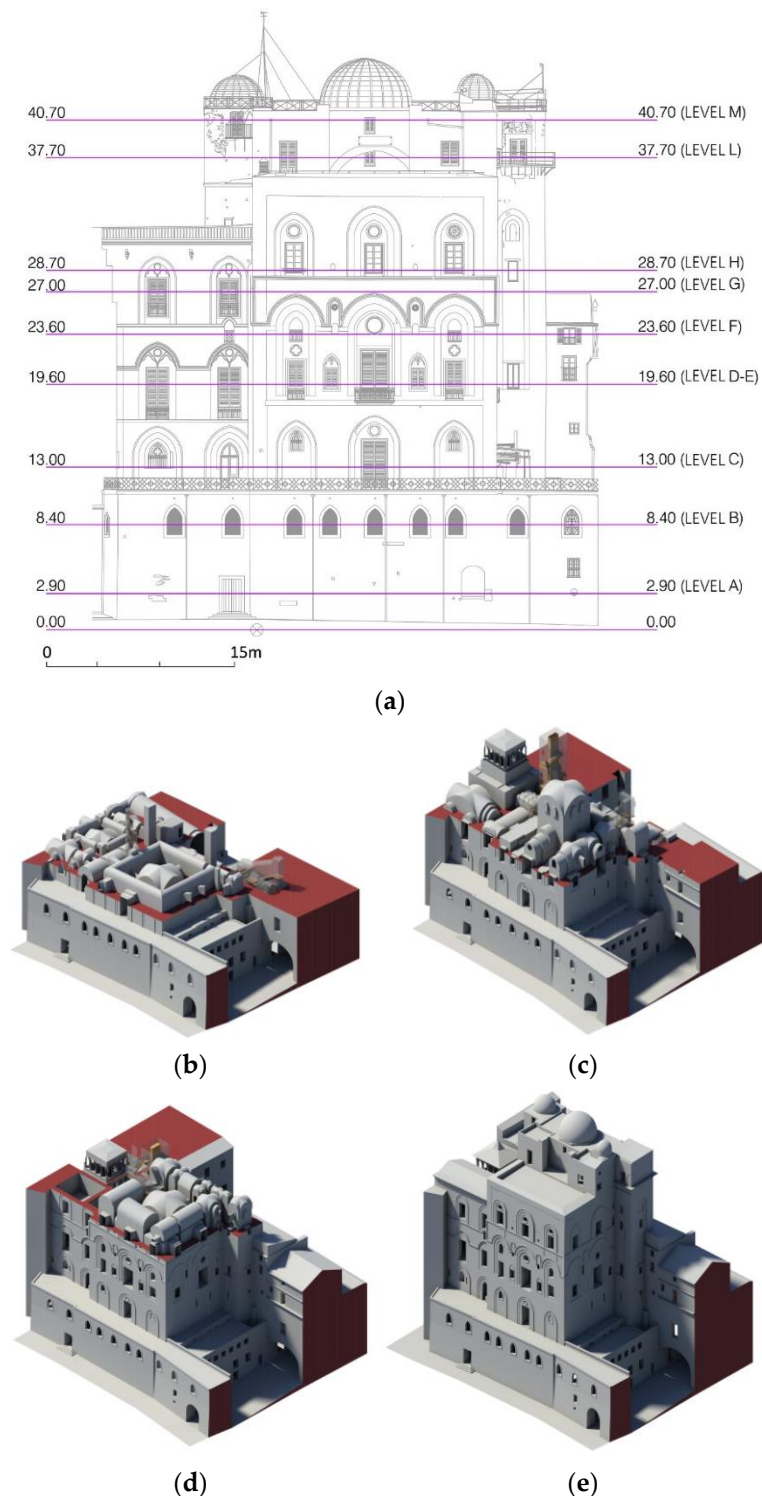 40.70 40.70 (LEVEL M)
37.70 37.70 (LEVEL L)
28.70 28.70 (LEVEL H)
27.00 27.00 (LEVEL G)
23.60 23.60 (LEVEL F)
19.60 19.60 (LEVEL D-E)
13.00 13.00 (LEVEL C)
8.40 8.40 (LEVEL B)
2.90 2.90 (LEVEL A)
0.00 0.00
0 15m
(a)
(b) (c)
(d) (e)